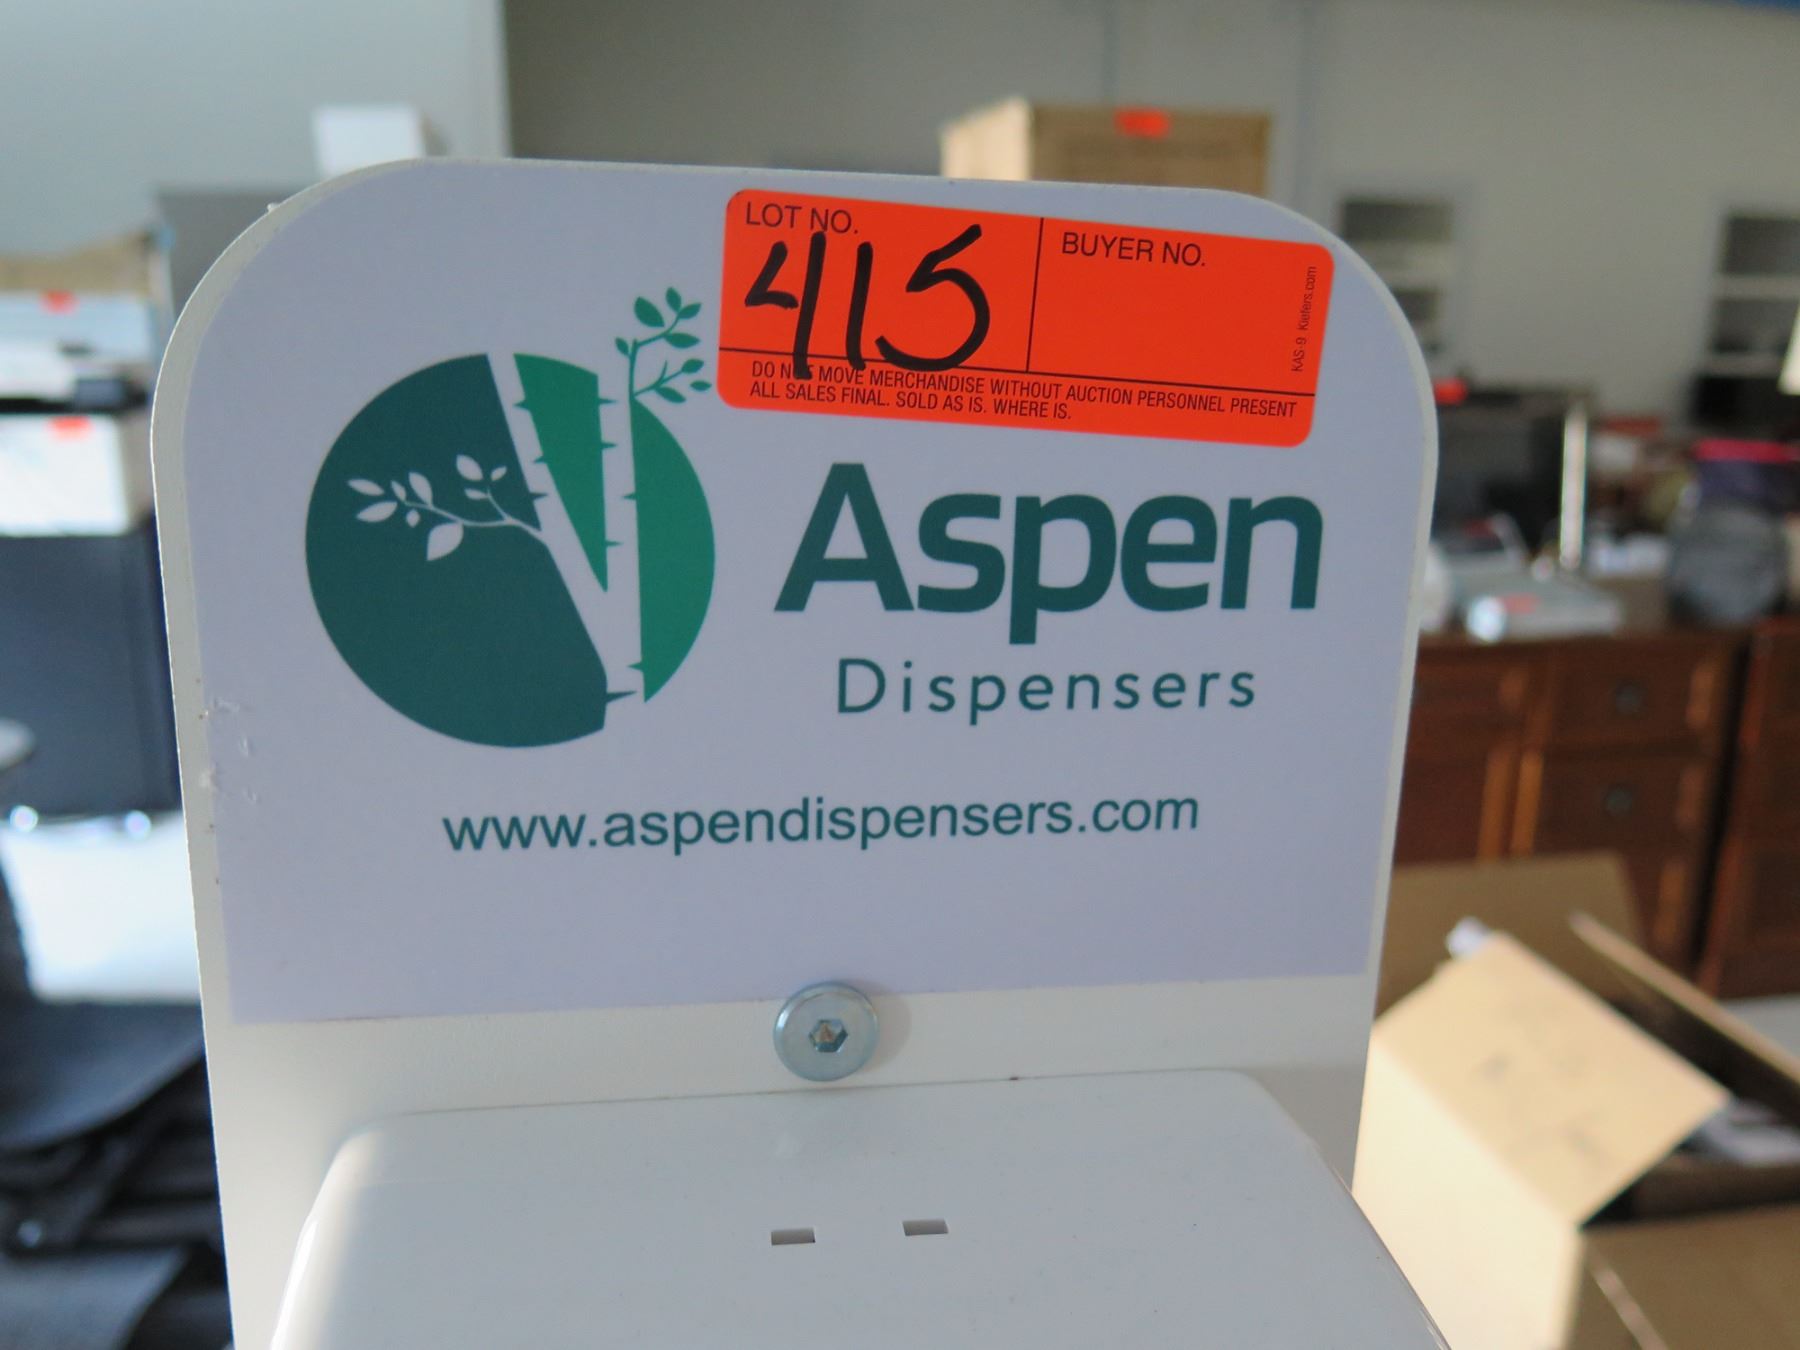 LOT NO.
415
BUYER NO.
KAS-9 Kiefers.com
DO NOT MOVE MERCHANDISE WITHOUT AUCTION PERSONNEL PRESENT
ALL SALES FINAL. SOLD AS IS. WHERE IS.
Aspen
Dispensers
www.aspendispensers.com